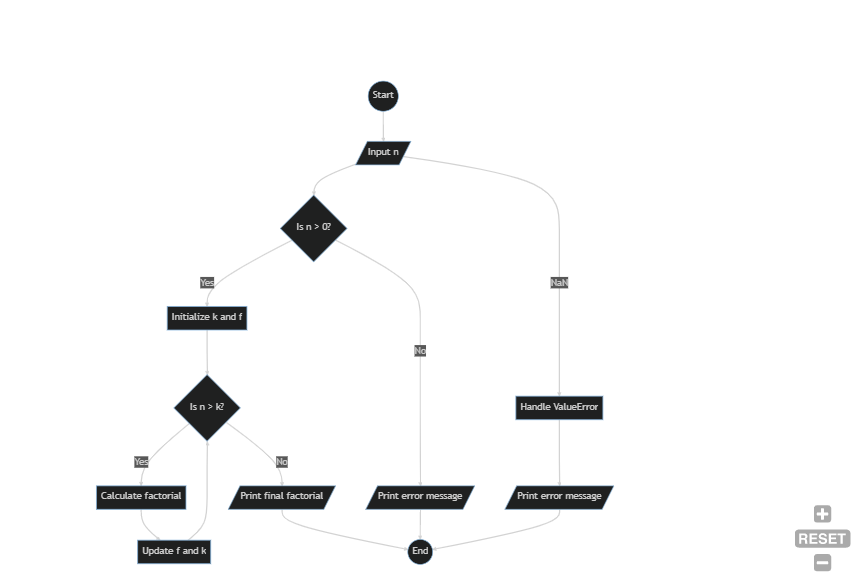 Start
Input n
Is n > 0?
Yes
NaN
Initialize k and f
No
Is n > k?
Handle ValueError
Yes
No
Calculate factorial
Print final factorial
Print error message
Print error message
Update f and k
End
RESET